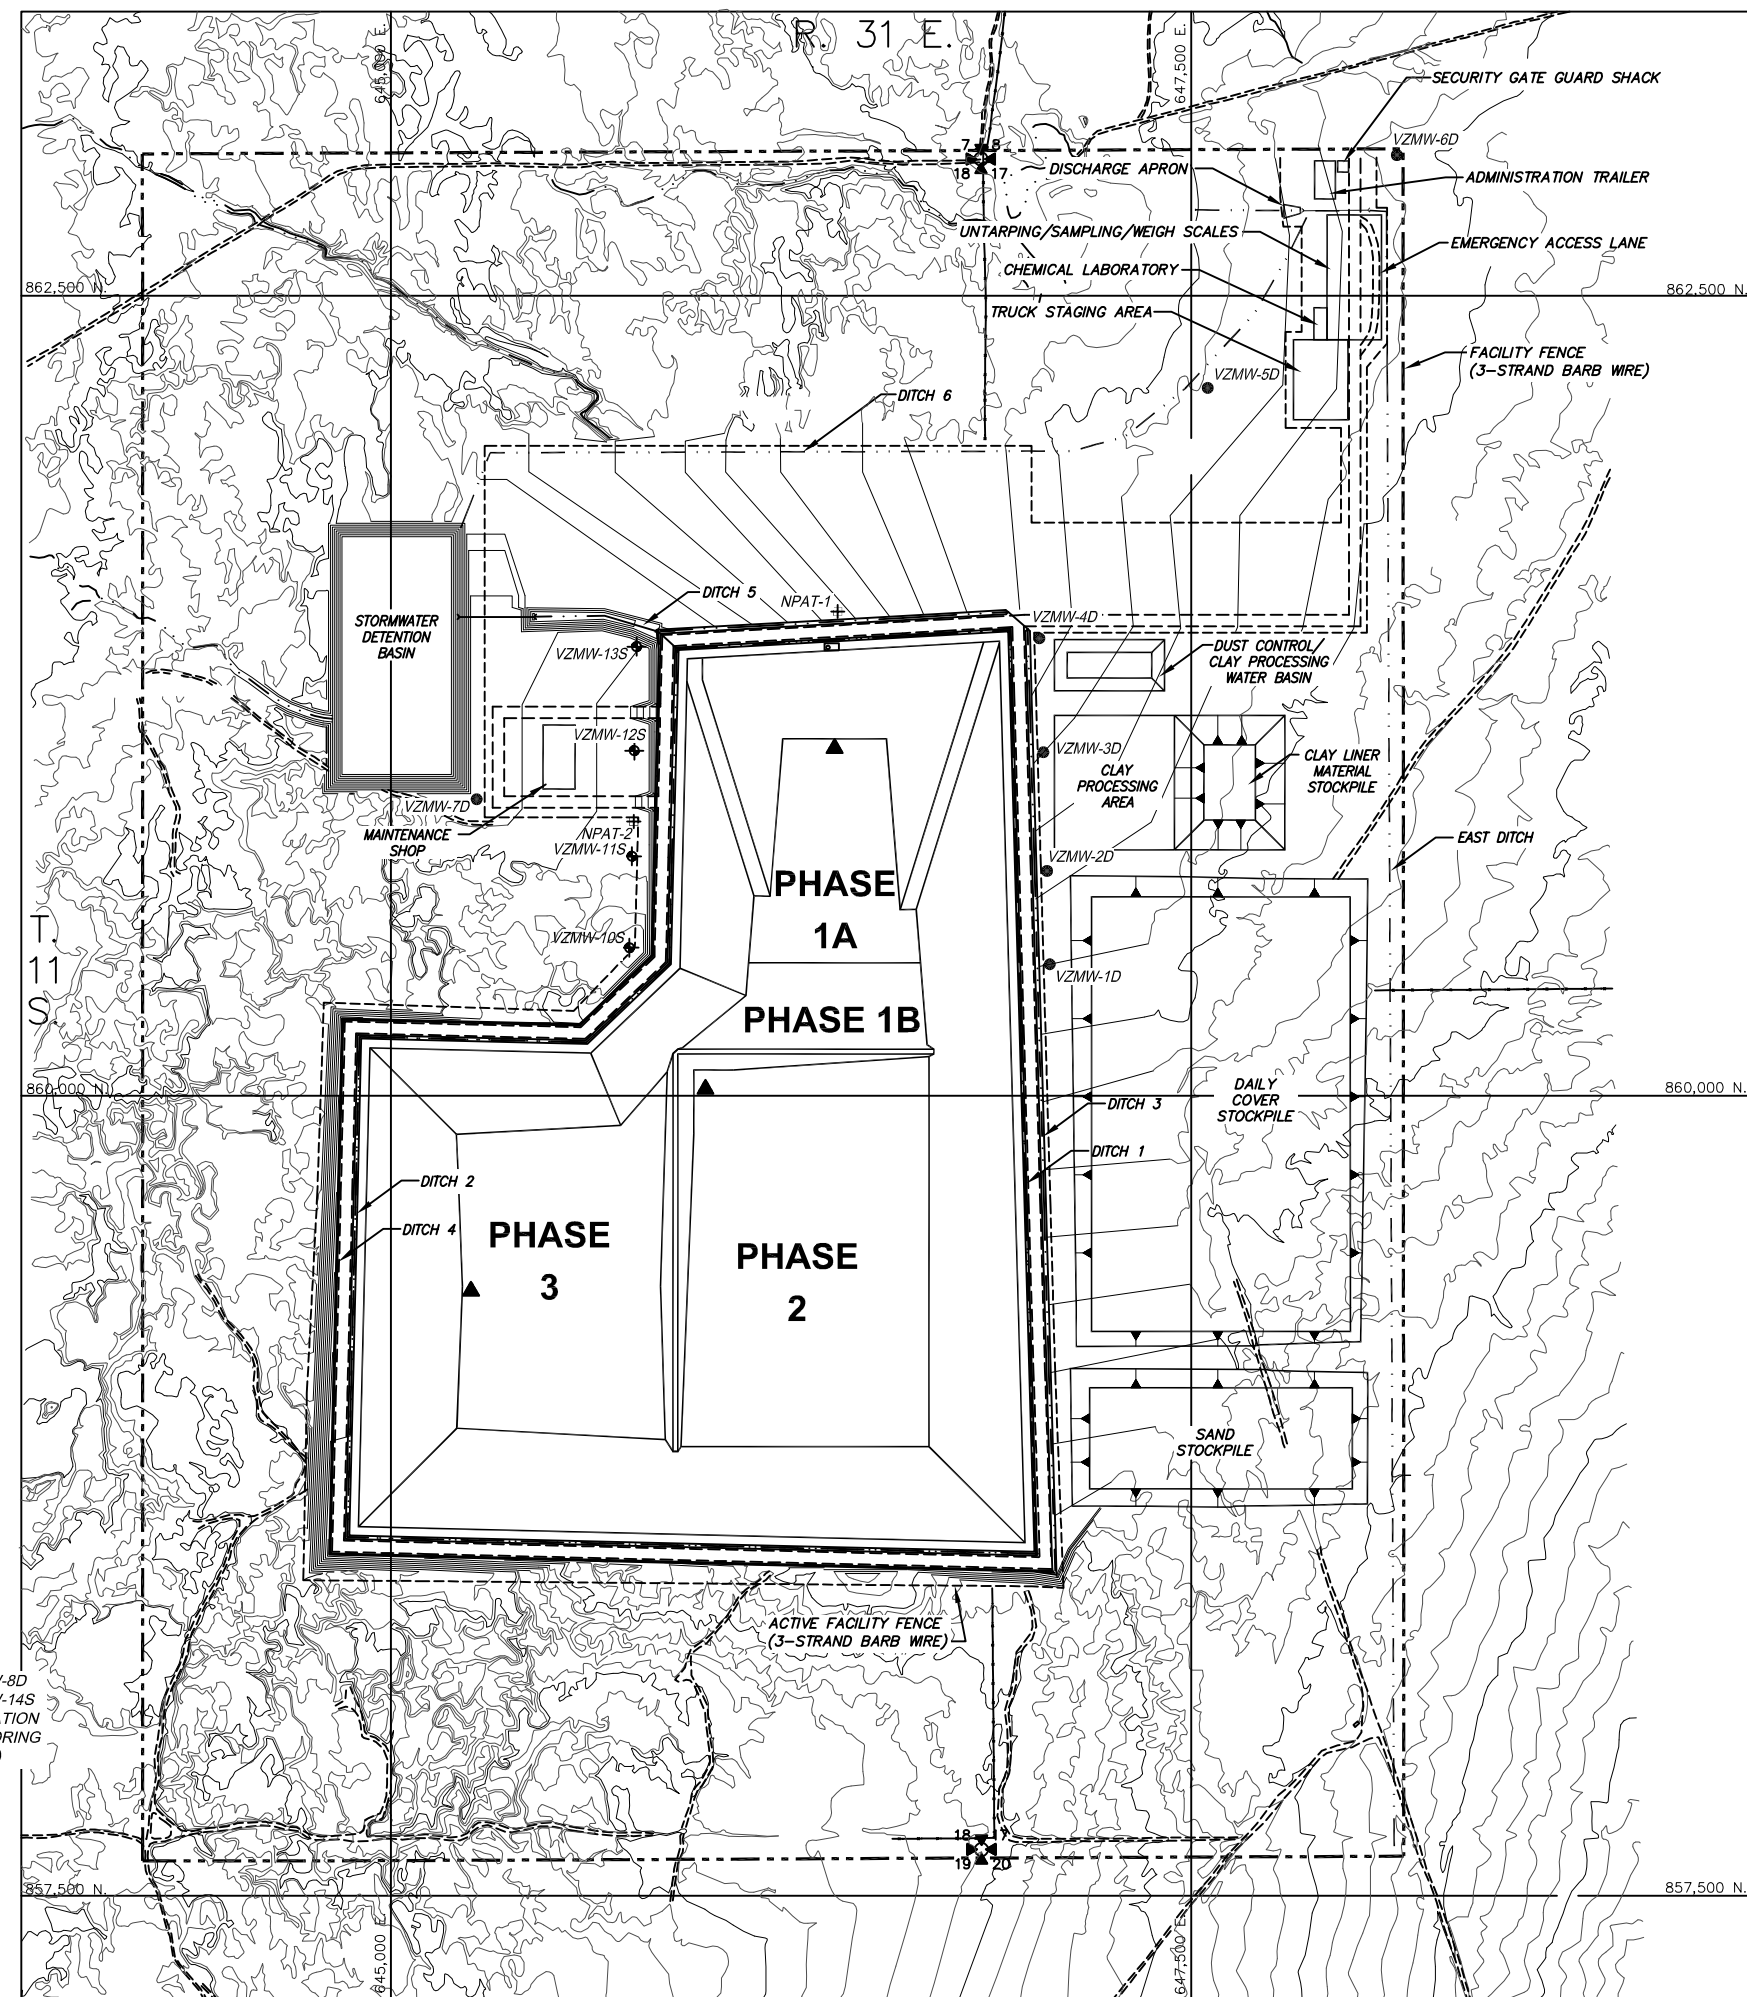 R. 31 E.
645,000 E.
647,500 E.
SECURITY GATE GUARD SHACK
VZMW-6D
7 8
18 17
DISCHARGE APRON
ADMINISTRATION TRAILER
UNTARPING/SAMPLING/WEIGH SCALES
EMERGENCY ACCESS LANE
CHEMICAL LABORATORY
862,500 N.
862,500 N.
TRUCK STAGING AREA
FACILITY FENCE
(3-STRAND BARB WIRE)
VZMW-5D
DITCH 6
DITCH 5
NPAT-1
VZMW-4D
STORMWATER
DETENTION
BASIN
VZMW-13S
DUST CONTROL/
CLAY PROCESSING
WATER BASIN
VZMW-12S
VZMW-3D
CLAY
PROCESSING
AREA
CLAY LINER
MATERIAL
STOCKPILE
VZMW-7D
MAINTENANCE
SHOP
NPAT-2
VZMW-11S
EAST DITCH
VZMW-2D
PHASE
1A
T.
11
S.
VZMW-10S
VZMW-1D
PHASE 1B
860,000 N.
860,000 N.
DAILY
COVER
STOCKPILE
DITCH 3
DITCH 1
DITCH 2
DITCH 4
PHASE
3
PHASE
2
SAND
STOCKPILE
ACTIVE FACILITY FENCE
(3-STRAND BARB WIRE)
-8D
-14S
ATION
ORING
)
18 17
19 20
857,500 N.
857,500 N.
645,000 E.
647,500 E.